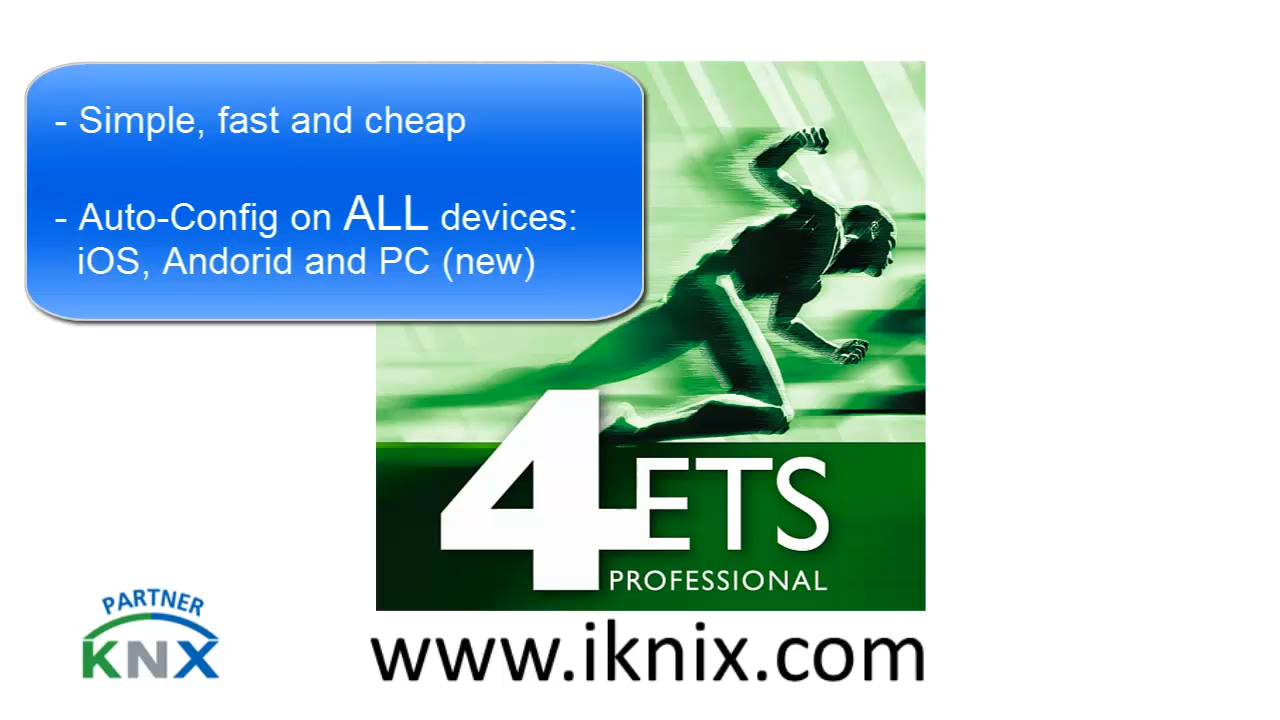 - Simple, fast and cheap
- Auto-Config on ALL devices:
iOS, Andorid and PC (new)
4ETS
PROFESSIONAL
PARTNER
KNX
www.iknix.com